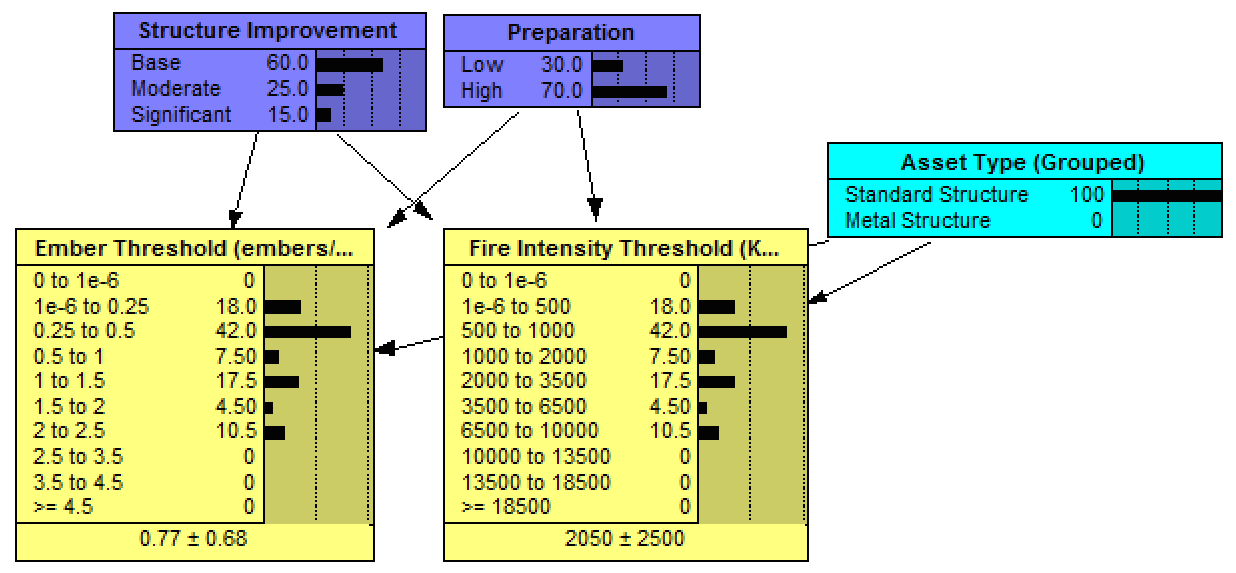 Structure Improvement
Base 60.0
Moderate 25.0
Significant 15.0
Preparation
Low 30.0
High 70.0
Asset Type (Grouped)
Standard Structure 100
Metal Structure 0
Ember Threshold (embers/...
0 to 1e-6 0
1e-6 to 0.25 18.0
0.25 to 0.5 42.0
0.5 to 1 7.50
1 to 1.5 17.5
1.5 to 2 4.50
2 to 2.5 10.5
2.5 to 3.5 0
3.5 to 4.5 0
>= 4.5 0
0.77 ± 0.68
Fire Intensity Threshold (K...
0 to 1e-6 0
1e-6 to 500 18.0
500 to 1000 42.0
1000 to 2000 7.50
2000 to 3500 17.5
3500 to 6500 4.50
6500 to 10000 10.5
10000 to 13500 0
13500 to 18500 0
>= 18500 0
2050 ± 2500